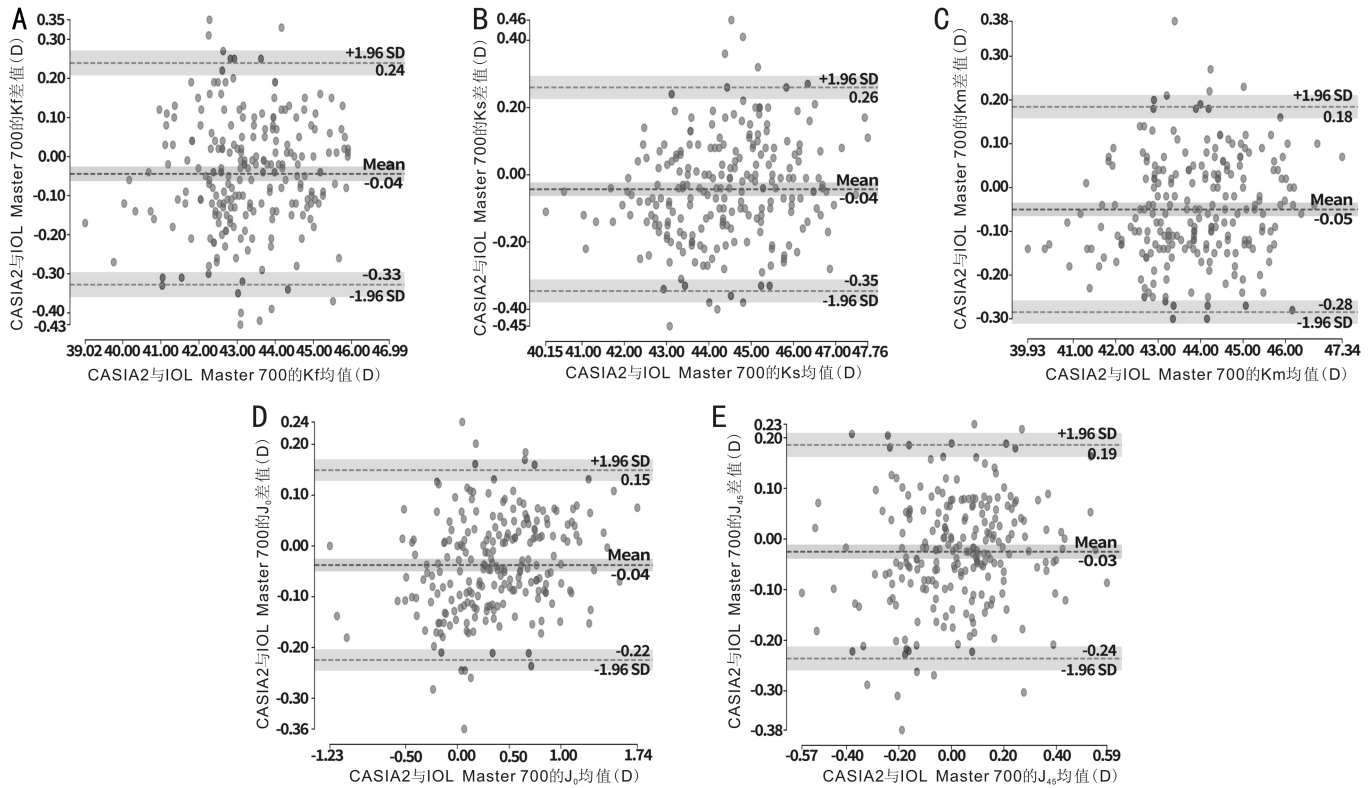 A
CASIA2与IOL Master 700的Kf差值(D)
0.35
0.30
0.20
0.10
0.00
-0.10
-0.20
-0.30
-0.40
-0.43
+1.96 SD
0.24
Mean
-0.04
-0.33
-1.96 SD
39.02 40.00 41.00 42.00 43.00 44.00 45.00 46.00 46.99
CASIA2与IOL Master 700的Kf均值(D)
B
CASIA2与IOL Master 700的Ks差值(D)
0.46
0.40
0.20
0.00
-0.20
-0.40
-0.45
+1.96 SD
0.26
Mean
-0.04
-0.35
-1.96 SD
40.15 41.00 42.00 43.00 44.00 45.00 46.00 47.00 47.76
CASIA2与IOL Master 700的Ks均值(D)
C
CASIA2与IOL Master 700的Km差值(D)
0.38
0.30
0.20
0.10
0.00
-0.10
-0.20
-0.30
+1.96 SD
0.18
Mean
-0.05
-0.28
-1.96 SD
39.93 41.00 42.00 43.00 44.00 45.00 46.00 47.34
CASIA2与IOL Master 700的Km均值(D)
D
CASIA2与IOL Master 700的J₀差值(D)
0.24
0.20
0.10
0.00
-0.10
-0.20
-0.30
-0.36
+1.96 SD
0.15
Mean
-0.04
-0.22
-1.96 SD
-1.23 -0.50 0.00 0.50 1.00 1.74
CASIA2与IOL Master 700的J₀均值(D)
E
CASIA2与IOL Master 700的J₄₅差值(D)
0.23
0.20
0.10
0.00
-0.10
-0.20
-0.30
-0.38
+1.96 SD
0.19
Mean
-0.03
-0.24
-1.96 SD
-0.57 -0.40 -0.20 0.00 0.20 0.40 0.59
CASIA2与IOL Master 700的J₄₅均值(D)